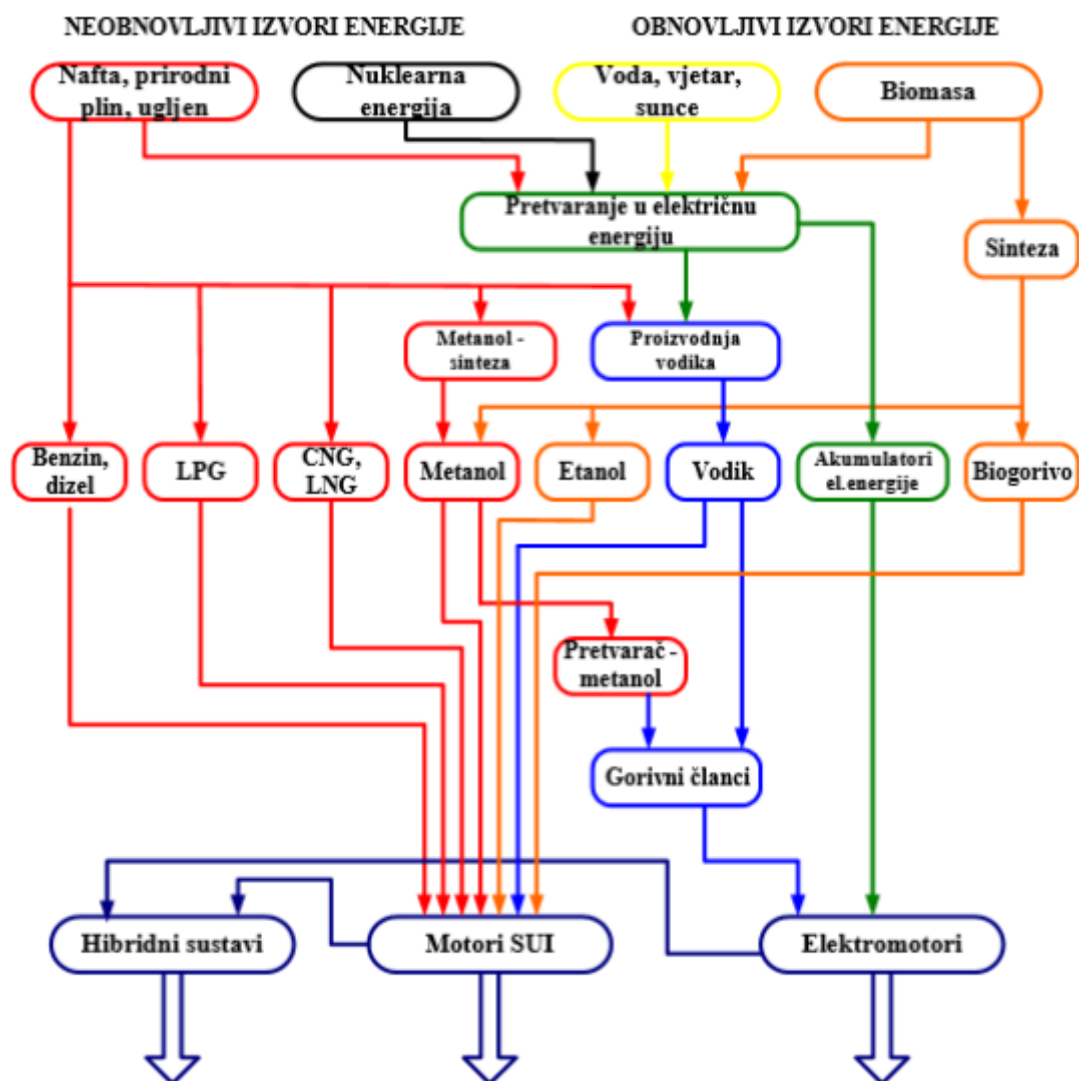 NEOBNOVLJIVI IZVORI ENERGIJE
OBNOVLJIVI IZVORI ENERGIJE
Nafta, prirodni
plin, ugljen
Nuklearna
energija
Voda, vjetar,
sunce
Biomasa
Pretvaranje u električnu
energiju
Sinteza
Metanol -
sinteza
Proizvodnja
vodika
Benzin,
dizel
LPG
CNG,
LNG
Metanol
Etanol
Vodik
Akumulatori
el.energije
Biogorivo
Pretvarač -
metanol
Gorivni članci
Hibridni sustavi
Motori SUI
Elektromotori